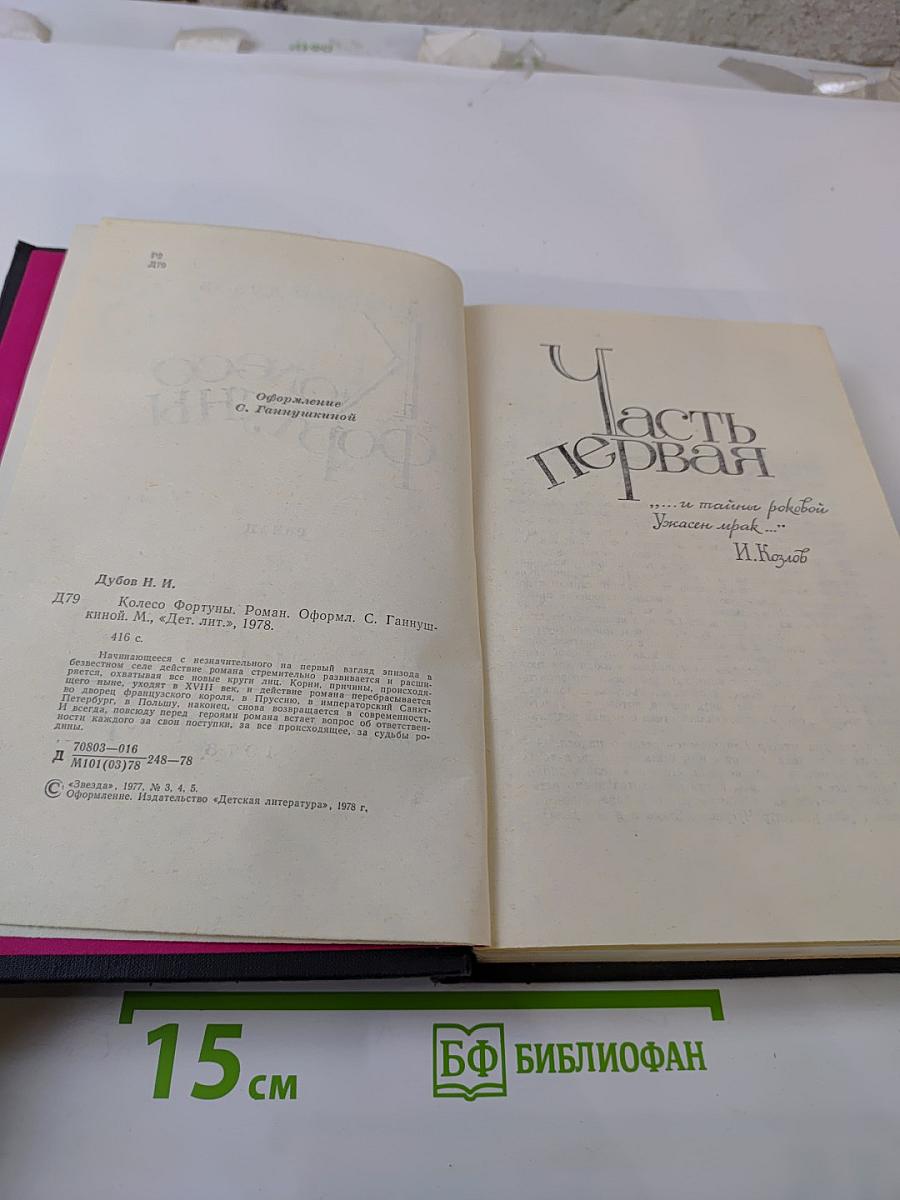 Р2
Д79
Оформление
С. Ганнушкиной
Дубов Н. И.
Д79 Колесо Фортуны. Роман. Оформл. С. Ганнуш-
киной. М., «Дет. лит.», 1978.
416 с.
Начинающееся с незначительного на первый взгляд эпизода в
безвестном селе действие романа стремительно развивается и расши-
ряется, охватывая все новые круги лиц. Корни, причины, происходя-
щего ныне, уходят в XVIII век, и действие романа перебрасывается
во дворец французского короля, в Пруссию, в императорский Санкт-
Петербург, в Польшу, наконец, снова возвращается в современность.
И всегда, повсюду перед героями романа встает вопрос об ответствен-
ности каждого за свои поступки, за все происходящее, за судьбы ро-
дины.
Д 70803—016
М101(03)78 248—78
© «Звезда», 1977, № 3, 4, 5.
Оформление. Издательство «Детская литература», 1978 г.
Часть
первая
„...и тайны роковой
Ужасен мрак..."
И. Козлов
15 см
БФ БИБЛИОФАН